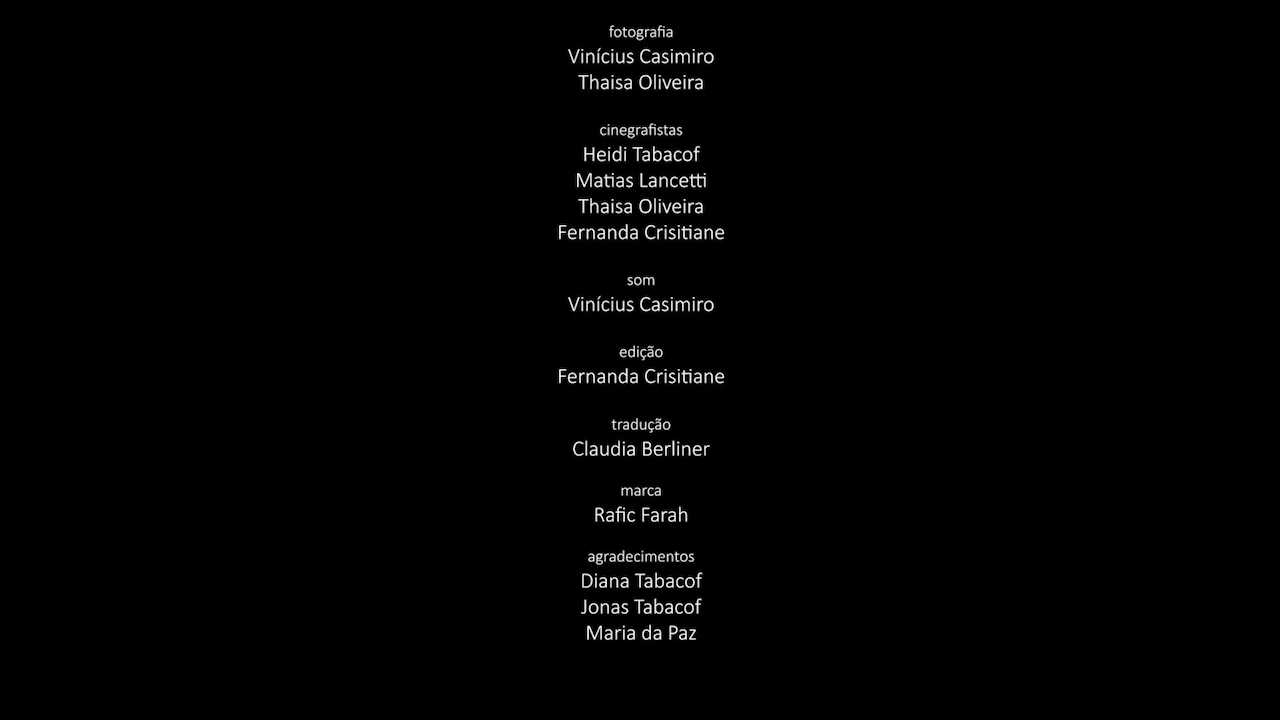 fotografia
Vinícius Casimiro
Thaisa Oliveira
cinegrafistas
Heidi Tabacof
Matias Lancetti
Thaisa Oliveira
Fernanda Crisitiane
som
Vinícius Casimiro
edição
Fernanda Crisitiane
tradução
Claudia Berliner
marca
Rafic Farah
agradecimentos
Diana Tabacof
Jonas Tabacof
Maria da Paz